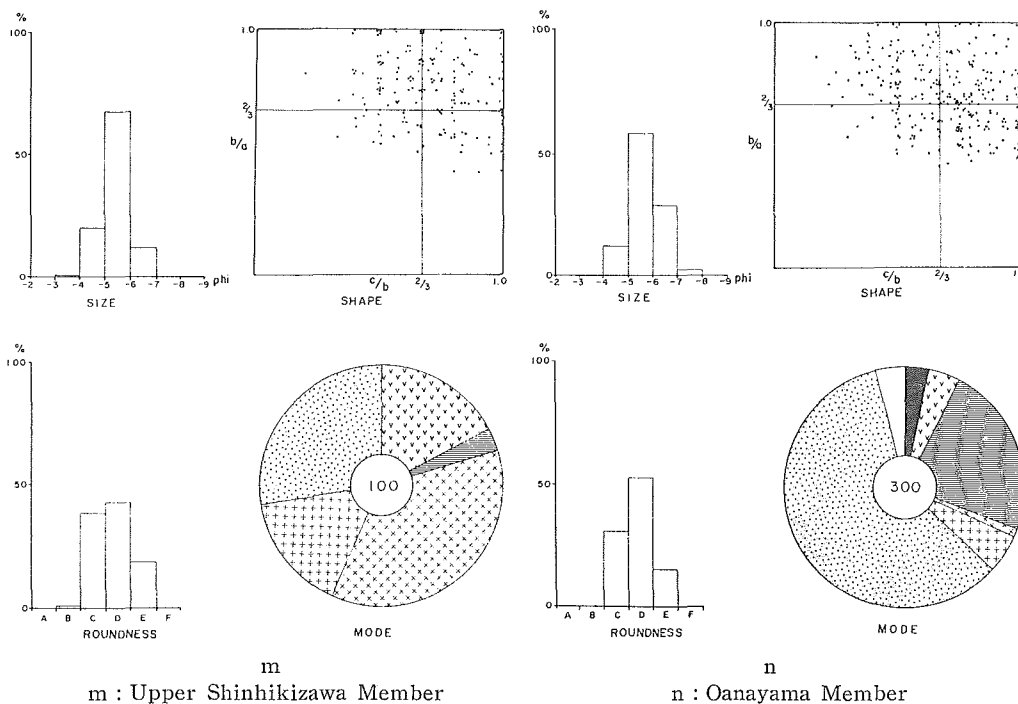 %
100
50
0
-2 -3 -4 -5 -6 -7 -8 -9 phi
SIZE
1.0
2/3
b/a
c/b 2/3 1.0
SHAPE
%
100
50
0
-2 -3 -4 -5 -6 -7 -8 -9 phi
SIZE
1.0
2/3
b/a
c/b 2/3 1.
SHAPE
%
100
50
0
A B C D E F
ROUNDNESS
100
MODE
%
100
50
0
A B C D E F
ROUNDNESS
300
MODE
m
m : Upper Shinhikizawa Member
n
n : Oanayama Member